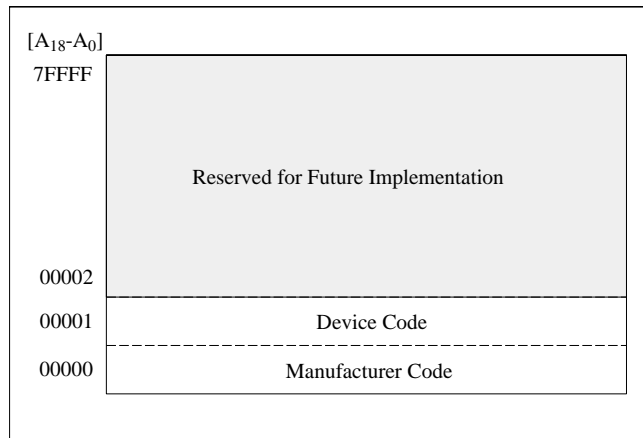 [A18-A0]
7FFFF
Reserved for Future Implementation
00002
00001 Device Code
00000 Manufacturer Code